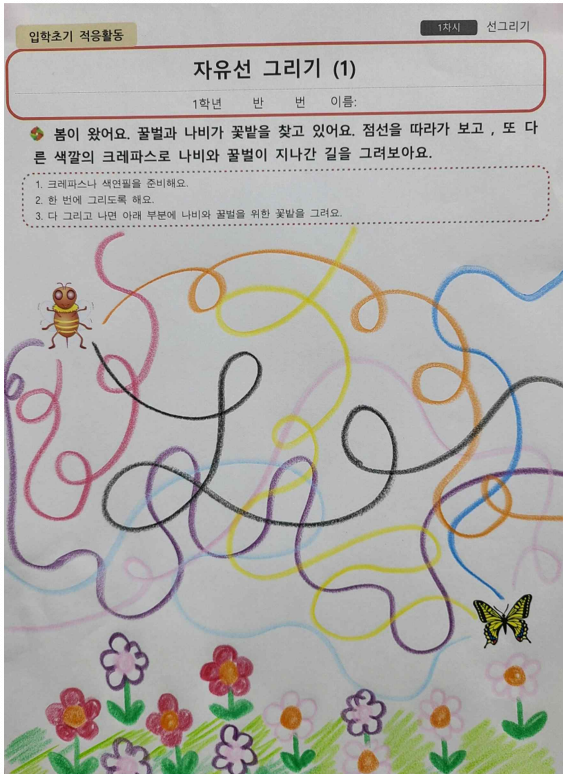 입학초기 적응활동
1차시 선그리기
자유선 그리기 (1)
1학년 반 번 이름:
봄이 왔어요. 꿀벌과 나비가 꽃밭을 찾고 있어요. 점선을 따라가 보고 , 또 다
른 색깔의 크레파스로 나비와 꿀벌이 지나간 길을 그려보아요.
1. 크레파스나 색연필을 준비해요.
2. 한 번에 그리도록 해요.
3. 다 그리고 나면 아래 부분에 나비와 꿀벌을 위한 꽃밭을 그려요.